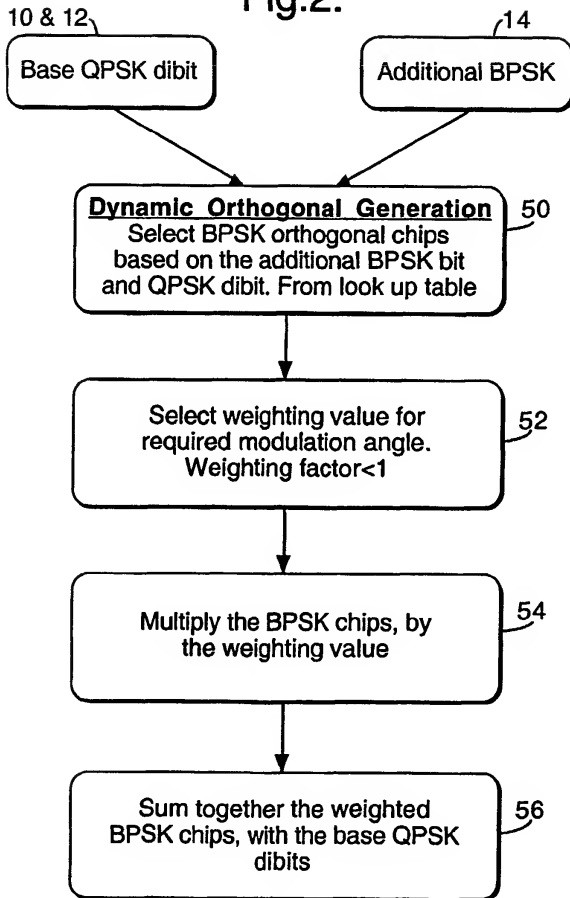 Fig.2.
10 & 12
14
Base QPSK dibit
Additional BPSK
Dynamic Orthogonal Generation
Select BPSK orthogonal chips
based on the additional BPSK bit
and QPSK dibit. From look up table
50
Select weighting value for
required modulation angle.
Weighting factor<1
52
Multiply the BPSK chips, by
the weighting value
54
Sum together the weighted
BPSK chips, with the base QPSK
dibits
56